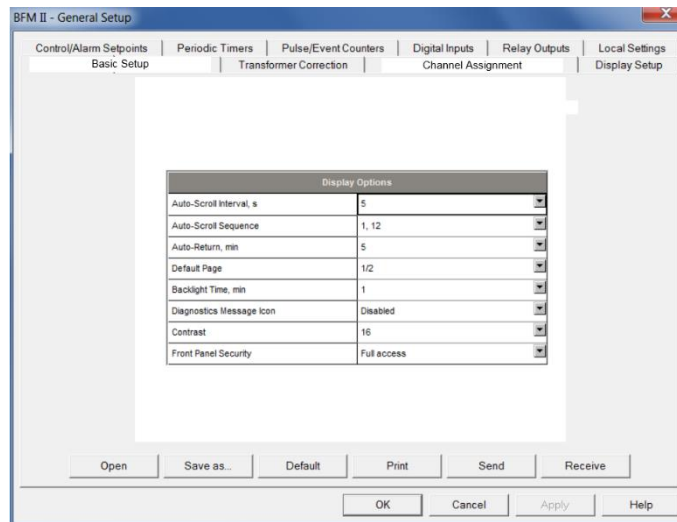 BFM II - General Setup
Control/Alarm Setpoints | Periodic Timers | Pulse/Event Counters | Digital Inputs | Relay Outputs | Local Settings
Basic Setup | Transformer Correction | Channel Assignment | Display Setup
Display Options
Auto-Scroll Interval, s 5
Auto-Scroll Sequence 1, 12
Auto-Return, min 5
Default Page 1/2
Backlight Time, min 1
Diagnostics Message Icon Disabled
Contrast 16
Front Panel Security Full access
Open Save as... Default Print Send Receive
OK Cancel Apply Help